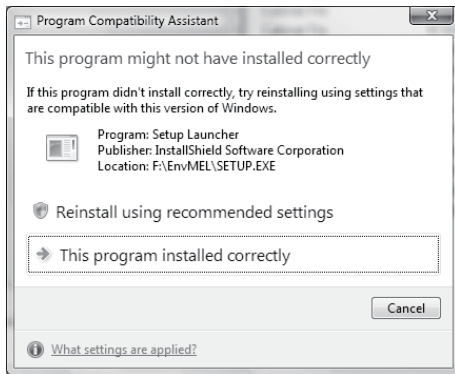 Program Compatibility Assistant
This program might not have installed correctly
If this program didn't install correctly, try reinstalling using settings that
are compatible with this version of Windows.
Program: Setup Launcher
Publisher: InstallShield Software Corporation
Location: F:\EnvMEL\SETUP.EXE
Reinstall using recommended settings
This program installed correctly
Cancel
What settings are applied?